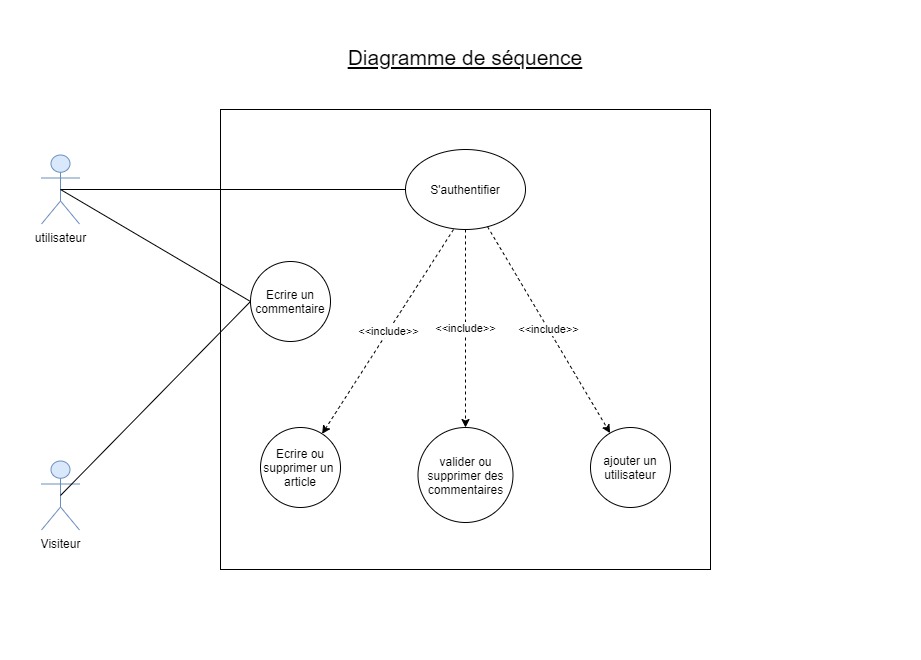 Diagramme de séquence
S'authentifier
utilisateur
Ecrire un
commentaire
<<include>>
<<include>>
<<include>>
Ecrire ou
supprimer un
article
valider ou
supprimer des
commentaires
ajouter un
utilisateur
Visiteur